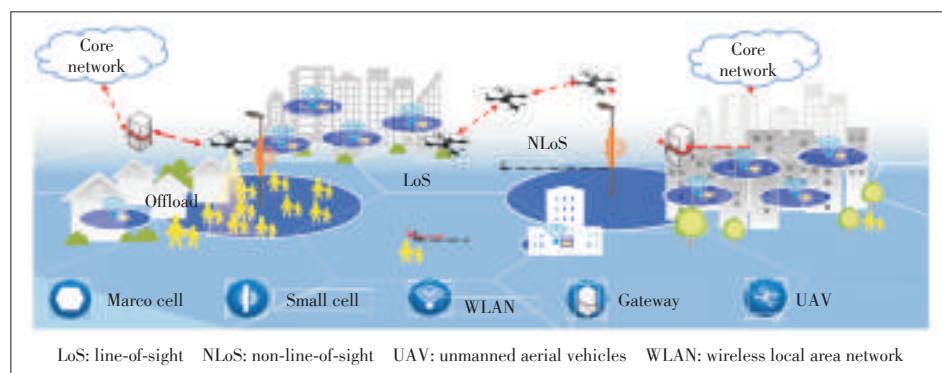 Core
network
Core
network
NLoS
LoS
Offload
Marco cell
Small cell
WLAN
Gateway
UAV
LoS: line-of-sight NLoS: non-line-of-sight UAV: unmanned aerial vehicles WLAN: wireless local area network